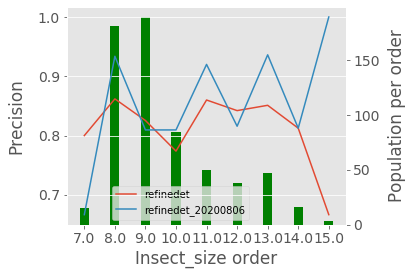 1.0
0.9
0.8
0.7
Precision
150
100
50
0
Population per order
refinedet
refinedet_20200806
7.0 8.0 9.0 10.0 11.0 12.0 13.0 14.0 15.0
Insect_size order